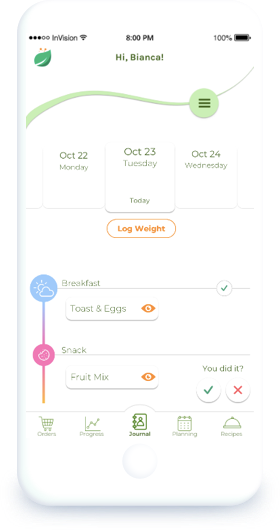 InVision 8:00 PM 100%
Hi, Bianca!
Oct 22 Oct 23 Oct 24
Monday Tuesday Wednesday
Today
Log Weight
Breakfast
Toast & Eggs
Snack
You did it?
Fruit Mix
Orders Progress Journal Planning Recipes